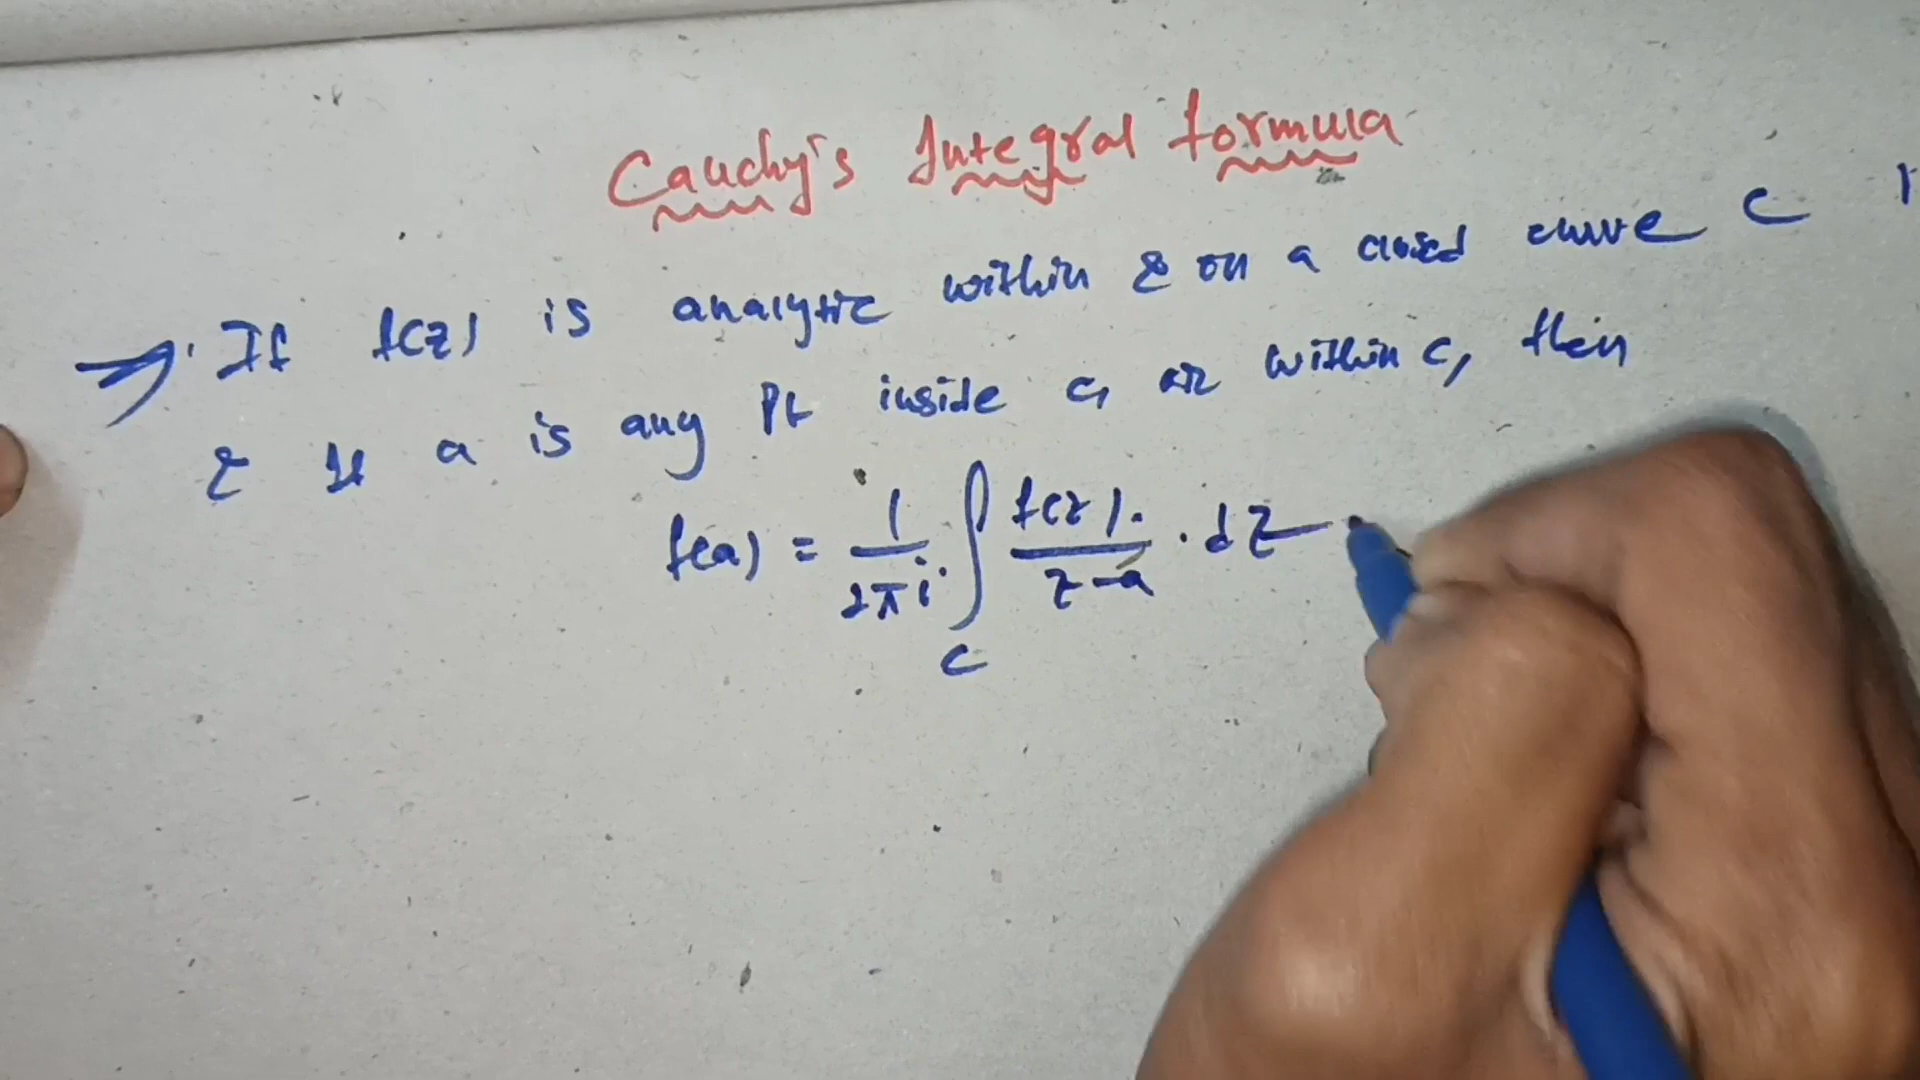 Cauchy's Integral formula
If f(z) is analytic within & on a closed curve C
& If a is any Pt inside C, or within C, then
f(a) = 1/2πi ∫C f(z)/z-a . dz